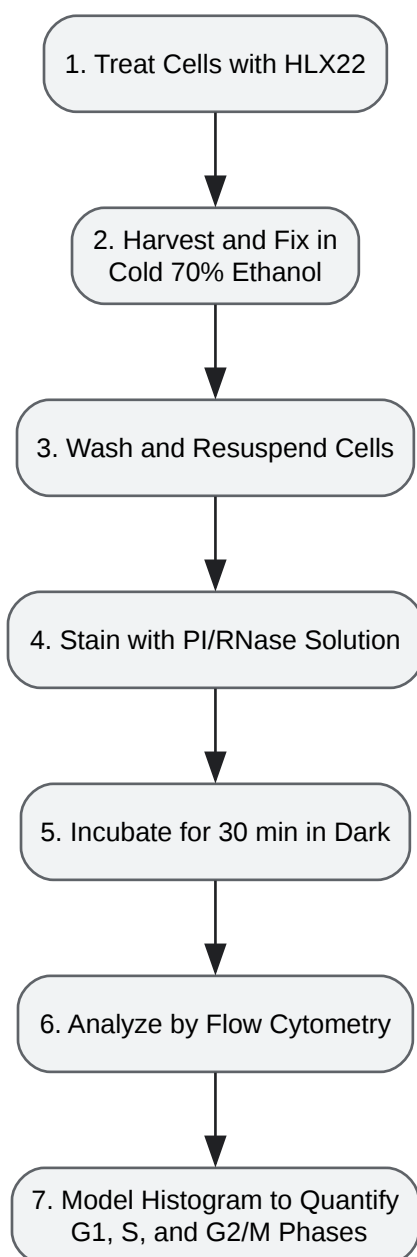 1. Treat Cells with HLX22
2. Harvest and Fix in
Cold 70% Ethanol
3. Wash and Resuspend Cells
4. Stain with PI/RNase Solution
5. Incubate for 30 min in Dark
6. Analyze by Flow Cytometry
7. Model Histogram to Quantify
G1, S, and G2/M Phases